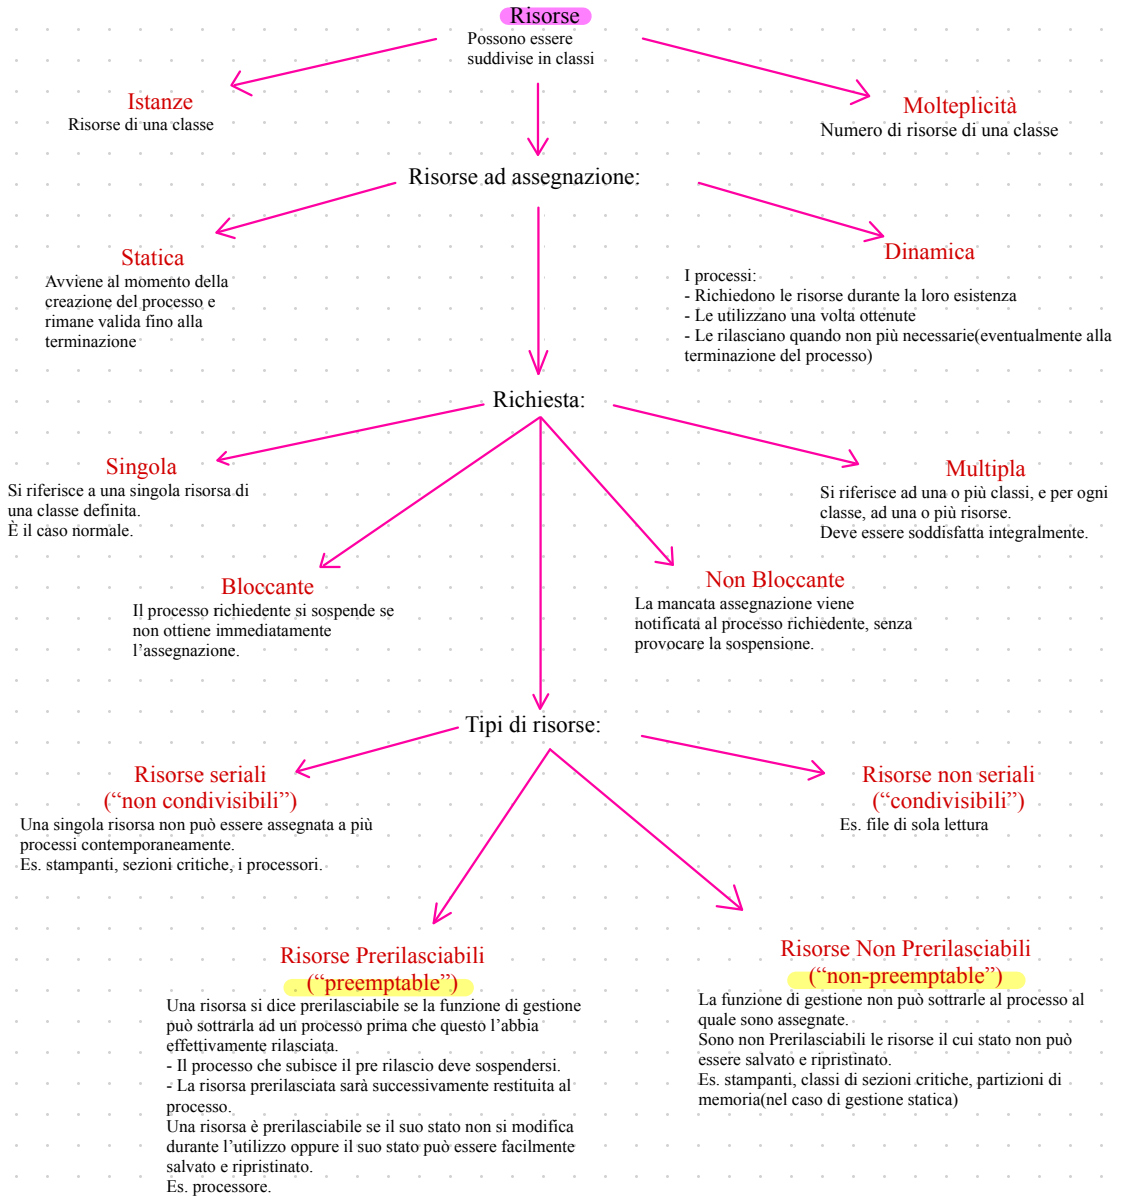 Risorse
Possono essere
suddivise in classi
Istanze
Risorse di una classe
Molteplicità
Numero di risorse di una classe
Risorse ad assegnazione:
Statica
Avviene al momento della
creazione del processo e
rimane valida fino alla
terminazione
Dinamica
I processi:
- Richiedono le risorse durante la loro esistenza
- Le utilizzano una volta ottenute
- Le rilasciano quando non più necessarie(eventualmente alla
terminazione del processo)
Richiesta:
Singola
Si riferisce a una singola risorsa di
una classe definita.
È il caso normale.
Multipla
Si riferisce ad una o più classi, e per ogni
classe, ad una o più risorse.
Deve essere soddisfatta integralmente.
Bloccante
Il processo richiedente si sospende se
non ottiene immediatamente
l’assegnazione.
Non Bloccante
La mancata assegnazione viene
notificata al processo richiedente, senza
provocare la sospensione.
Tipi di risorse:
Risorse seriali
(“non condivisibili”)
Una singola risorsa non può essere assegnata a più
processi contemporaneamente.
Es. stampanti, sezioni critiche, i processori.
Risorse non seriali
(“condivisibili”)
Es. file di sola lettura
Risorse Prerilasciabili
(“preemptable”)
Una risorsa si dice prerilasciabile se la funzione di gestione
può sottrarla ad un processo prima che questo l’abbia
effettivamente rilasciata.
- Il processo che subisce il pre rilascio deve sospendersi.
- La risorsa prerilasciata sarà successivamente restituita al
processo.
Una risorsa è prerilasciabile se il suo stato non si modifica
durante l’utilizzo oppure il suo stato può essere facilmente
salvato e ripristinato.
Es. processore.
Risorse Non Prerilasciabili
(“non-preemptable”)
La funzione di gestione non può sottrarle al processo al
quale sono assegnate.
Sono non Prerilasciabili le risorse il cui stato non può
essere salvato e ripristinato.
Es. stampanti, classi di sezioni critiche, partizioni di
memoria(nel caso di gestione statica)